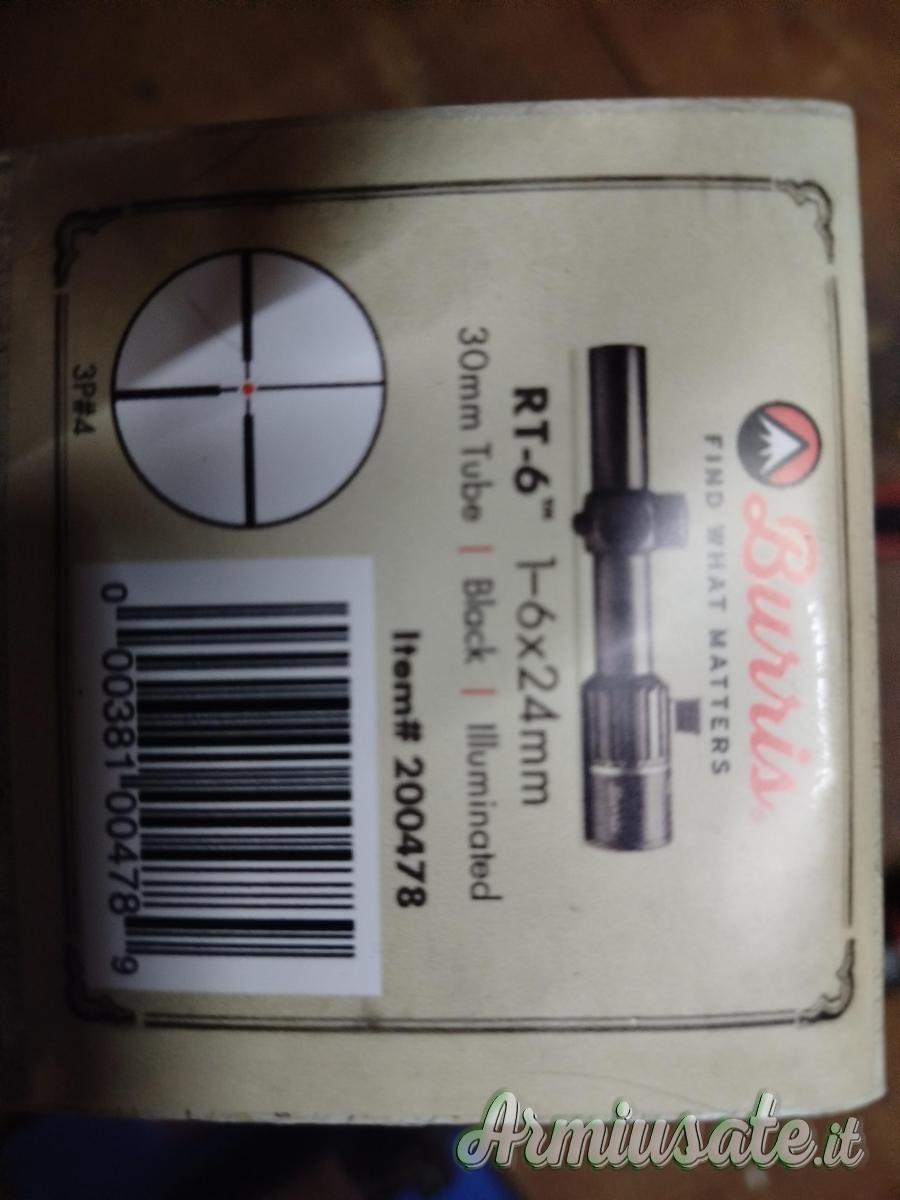 Burris®
FIND WHAT MATTERS
RT-6™ 1-6x24mm
30mm Tube | Black | Illuminated
Item# 200478
3P#4
0 00381 00478 9
Armiusate.it